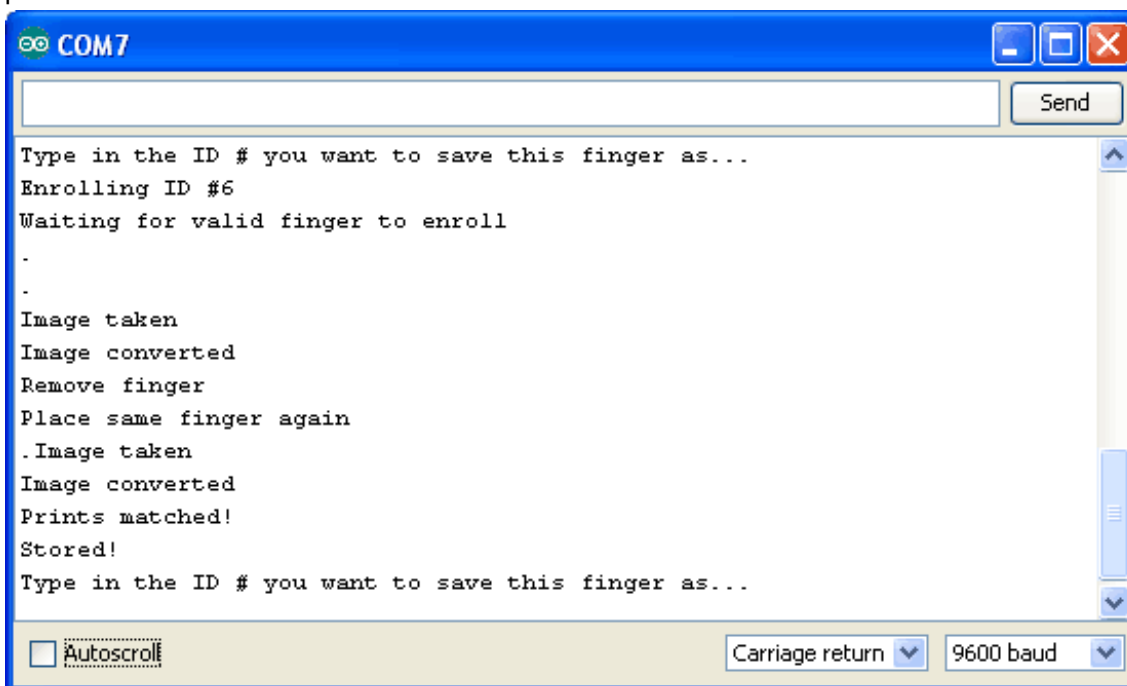 COM7
Send
Type in the ID # you want to save this finger as...
Enrolling ID #6
Waiting for valid finger to enroll
.
.
Image taken
Image converted
Remove finger
Place same finger again
.Image taken
Image converted
Prints matched!
Stored!
Type in the ID # you want to save this finger as...
Autoscroll
Carriage return
9600 baud